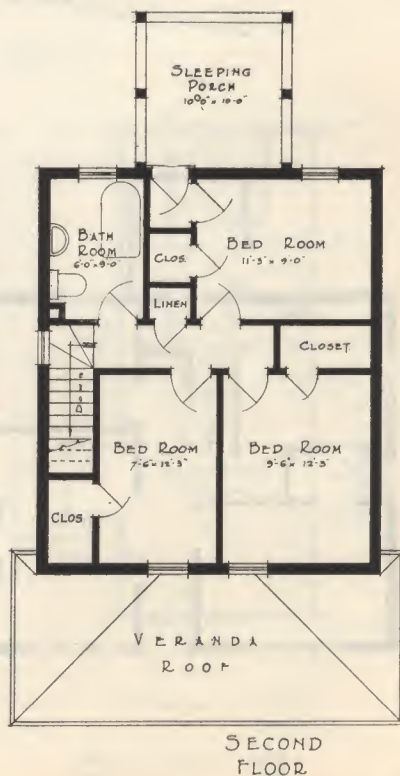 SLEEPING
PORCH
10'-0" x 10'-0"
BATH
ROOM
6'-0" x 9'-0"
CLOS.
BED ROOM
11'-3" x 9'-0"
LINEN
CLOSET
BED ROOM
7'-6" x 12'-3"
BED ROOM
9'-6" x 12'-3"
CLOS.
VERANDA
ROOF
SECOND
FLOOR